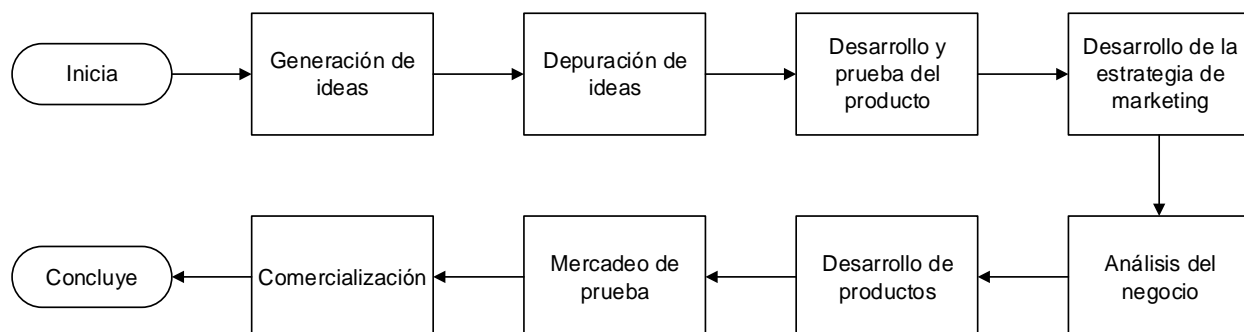 Inicia
Generación de
ideas
Depuración de
ideas
Desarrollo y
prueba del
producto
Desarrollo de la
estrategia de
marketing
Análisis del
negocio
Desarrollo de
productos
Mercadeo de
prueba
Comercialización
Concluye